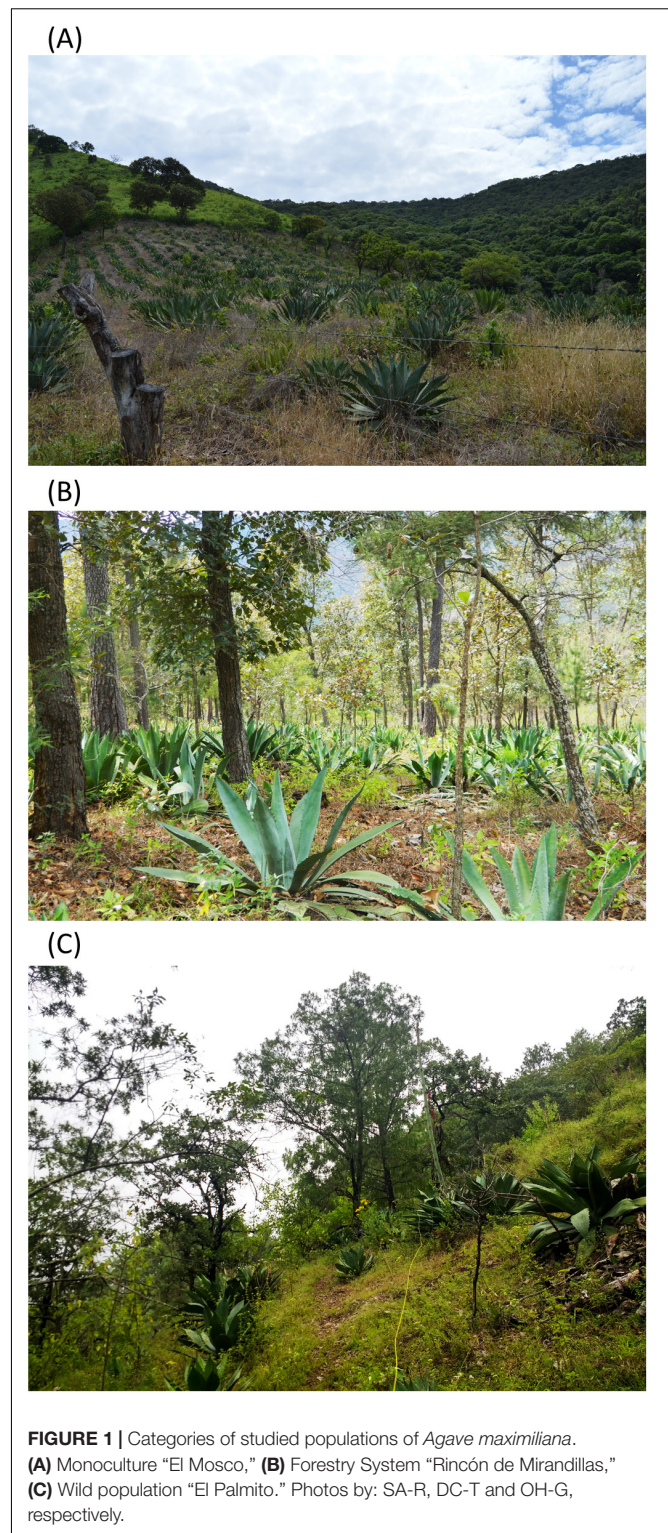 (A)
(B)
(C)
FIGURE 1 | Categories of studied populations of Agave maximiliana.
(A) Monoculture “El Mosco,” (B) Forestry System “Rincón de Mirandillas,”
(C) Wild population “El Palmito.” Photos by: SA-R, DC-T and OH-G,
respectively.